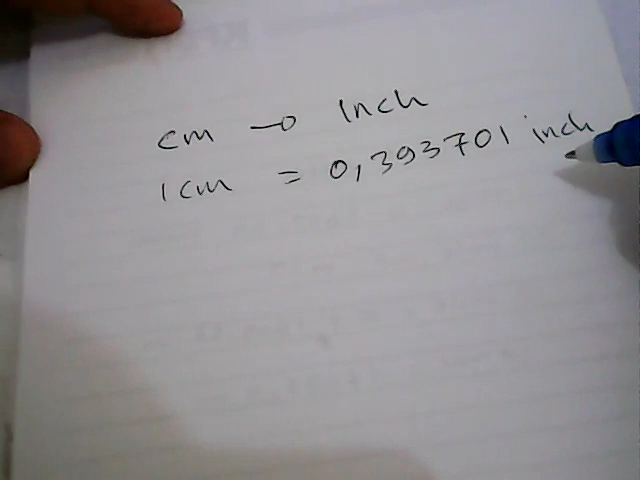 cm → Inch
1 cm = 0,393701 inch